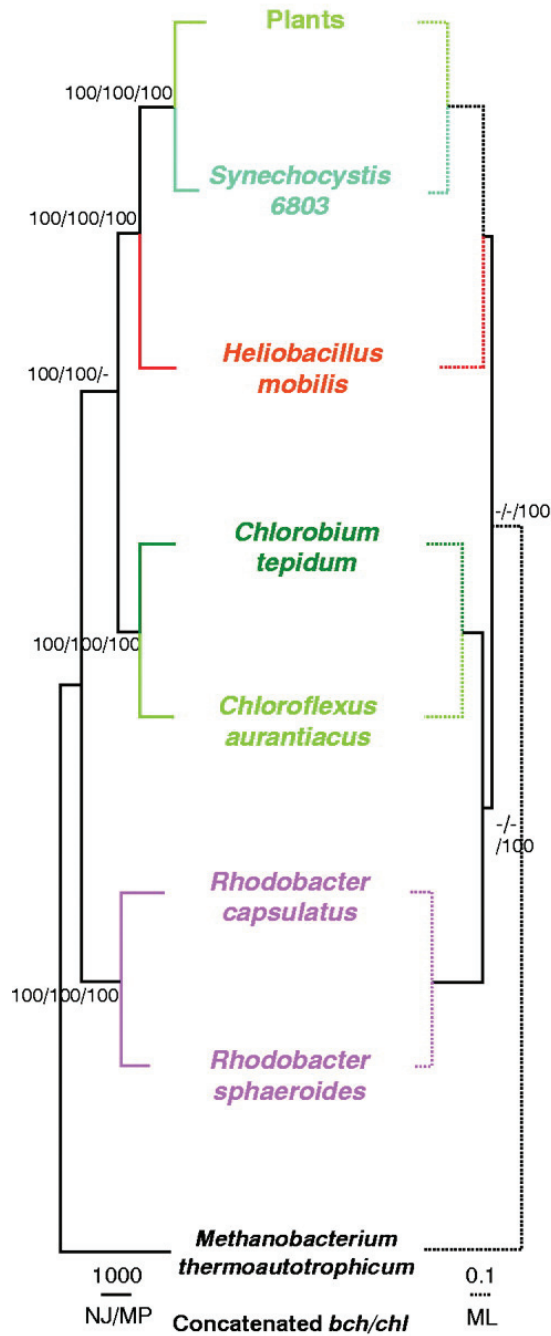 Plants
100/100/100
Synechocystis
6803
100/100/100
Heliobacillus
mobilis
100/100/-
-/-/100
Chlorobium
tepidum
100/100/100
Chloroflexus
aurantiacus
-/-
/100
Rhodobacter
capsulatus
100/100/100
Rhodobacter
sphaeroides
Methanobacterium
thermoautotrophicum
1000
0.1
NJ/MP
Concatenated bch/chl
ML